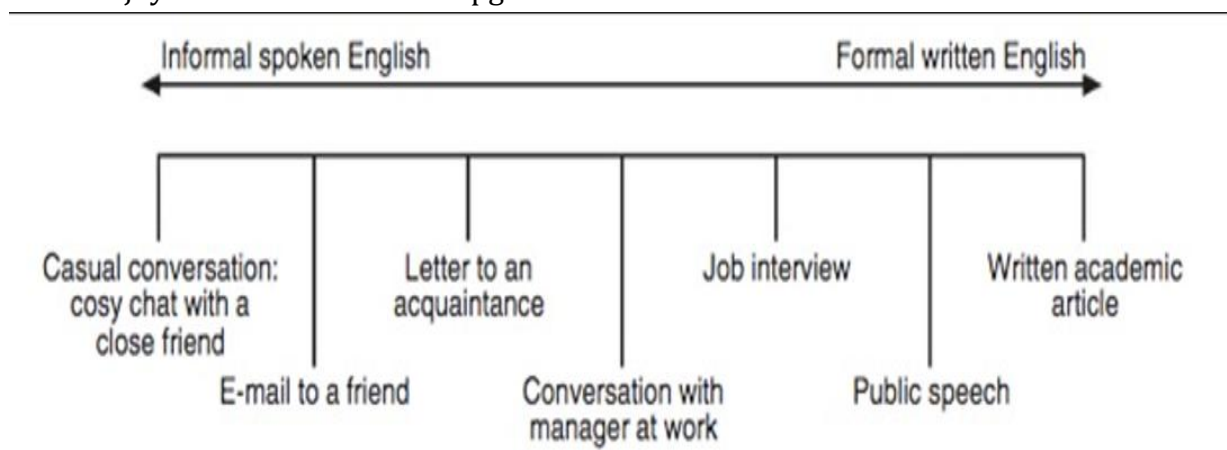 Informal spoken English
Formal written English
Casual conversation:
cosy chat with a
close friend
E-mail to a friend
Letter to an
acquaintance
Conversation with
manager at work
Job interview
Public speech
Written academic
article